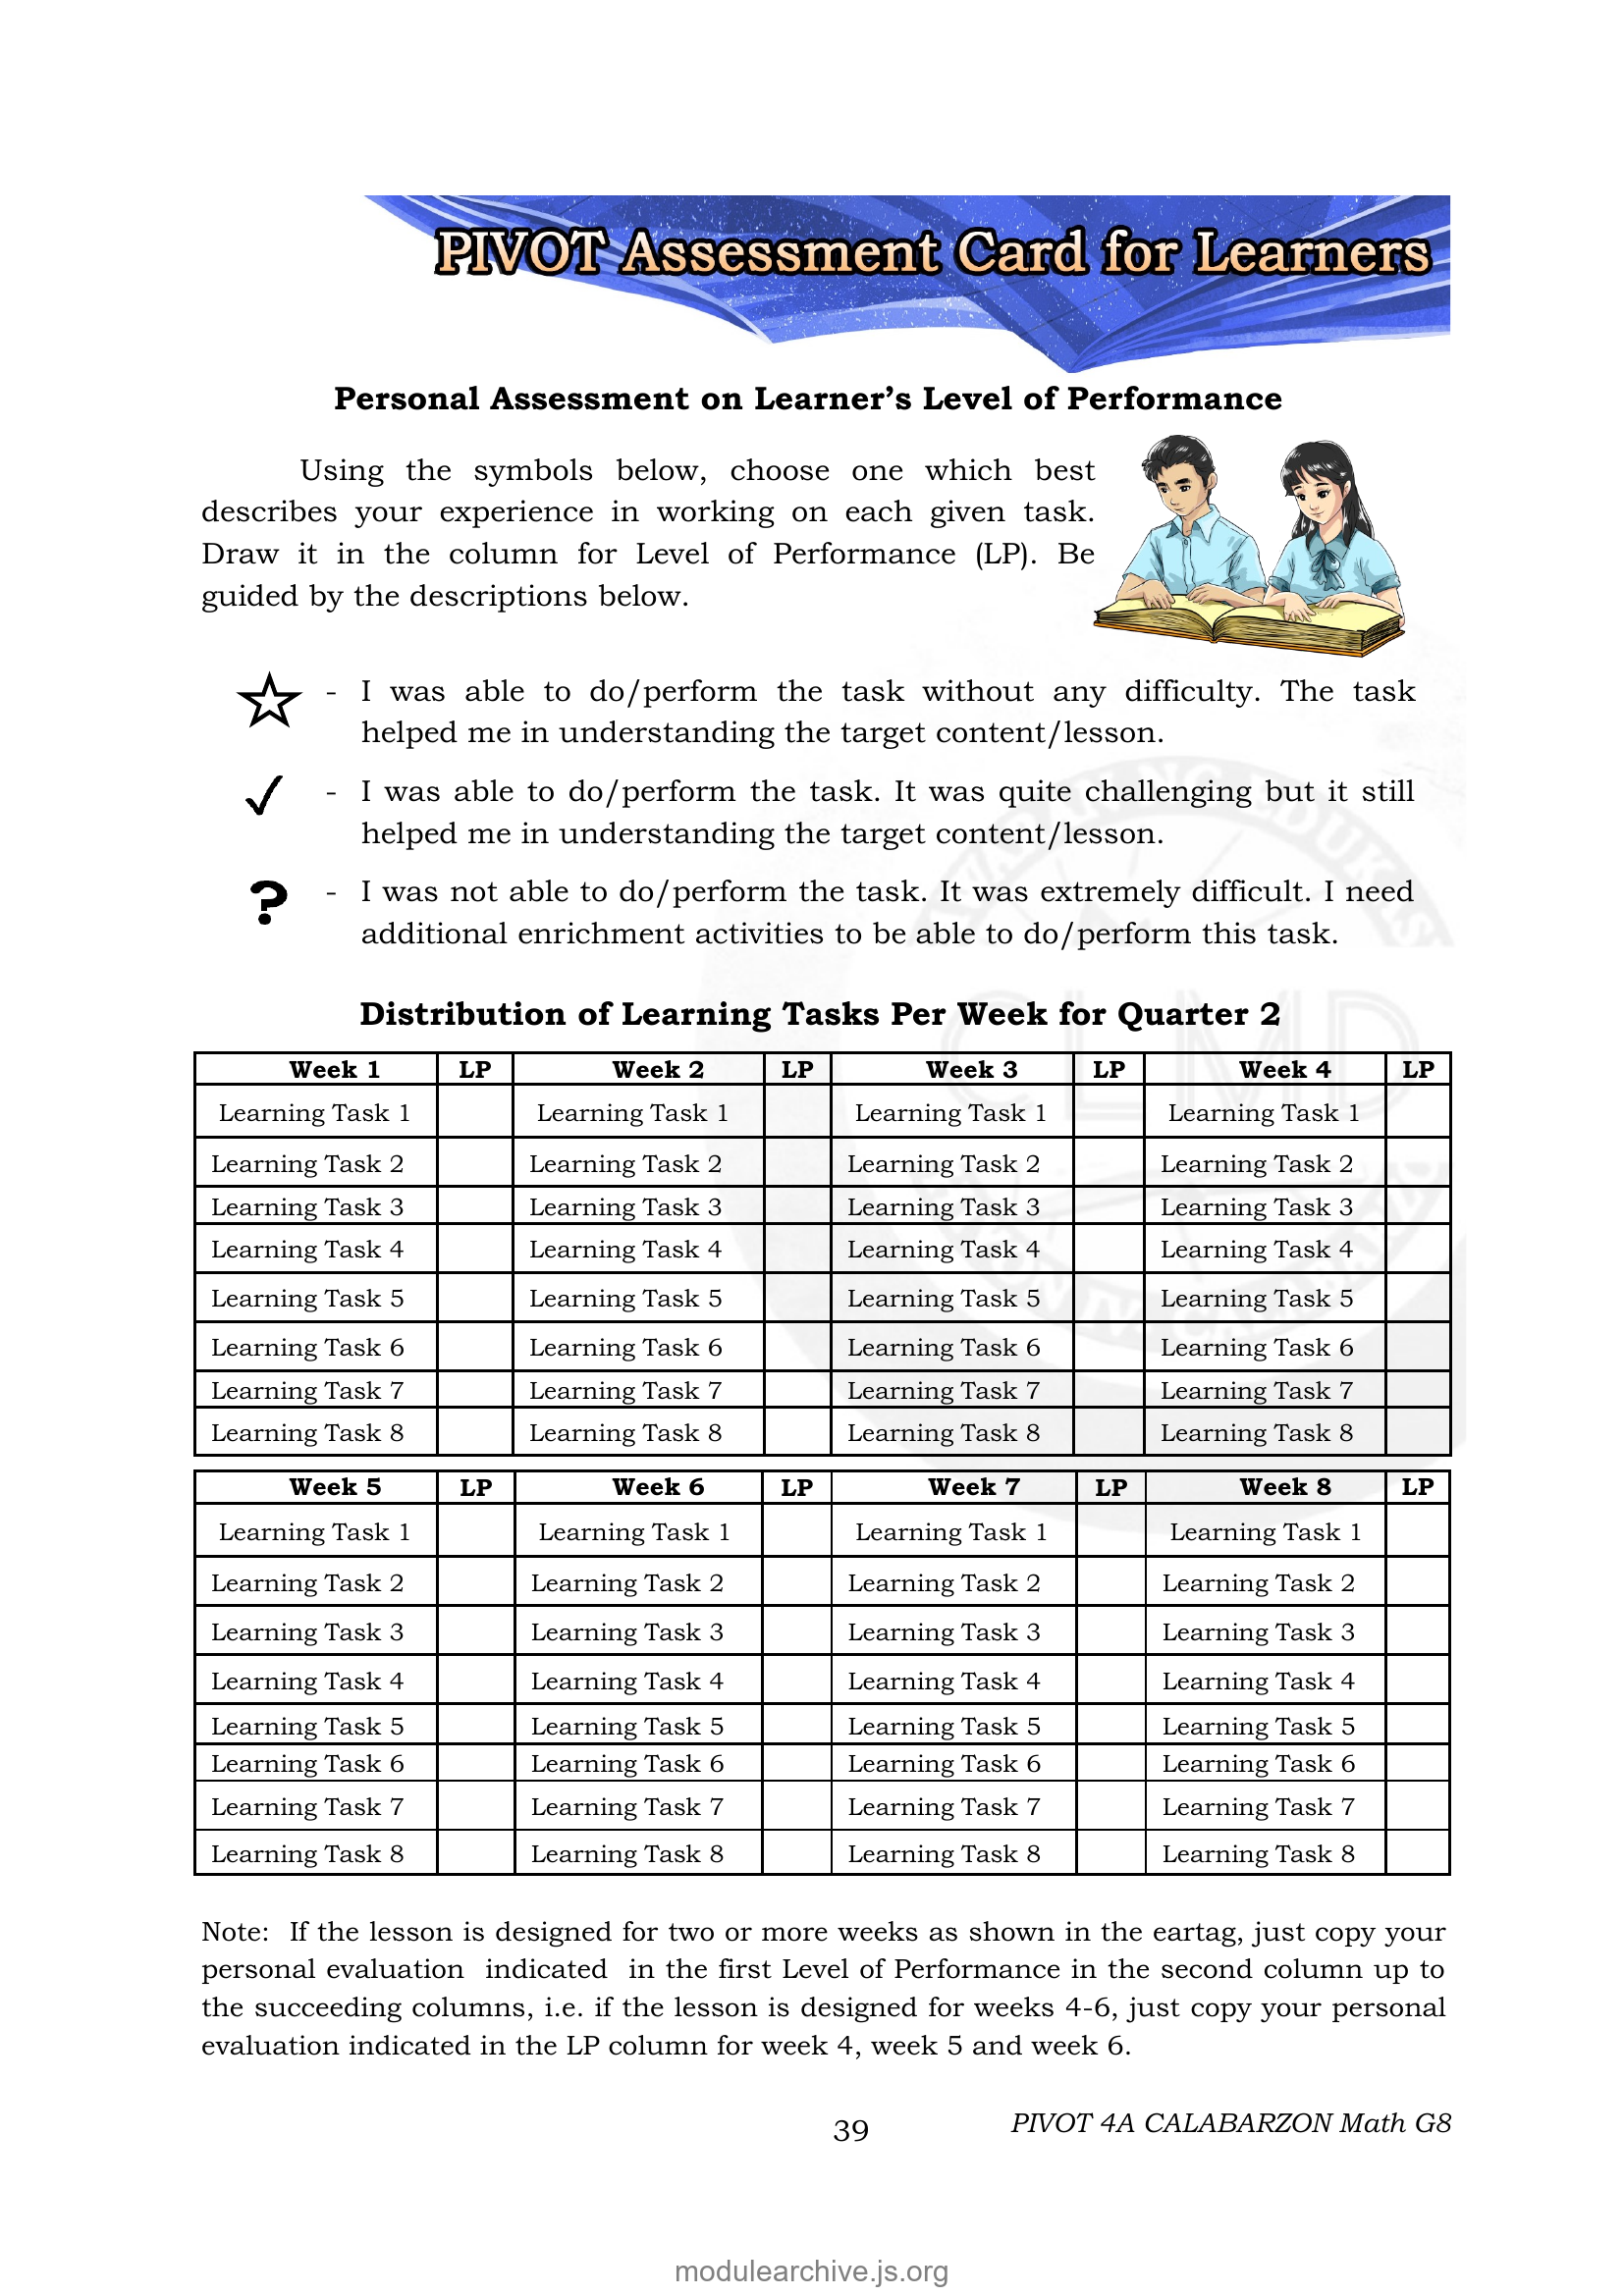 PIVOT Assessment Card for Learners
Personal Assessment on Learner’s Level of Performance
Using the symbols below, choose one which best
describes your experience in working on each given task.
Draw it in the column for Level of Performance (LP). Be
guided by the descriptions below.
- I was able to do/perform the task without any difficulty. The task
helped me in understanding the target content/lesson.
✓ - I was able to do/perform the task. It was quite challenging but it still
helped me in understanding the target content/lesson.
? - I was not able to do/perform the task. It was extremely difficult. I need
additional enrichment activities to be able to do/perform this task.
Distribution of Learning Tasks Per Week for Quarter 2
Week 1 LP Week 2 LP Week 3 LP Week 4 LP
Learning Task 1 Learning Task 1 Learning Task 1 Learning Task 1
Learning Task 2 Learning Task 2 Learning Task 2 Learning Task 2
Learning Task 3 Learning Task 3 Learning Task 3 Learning Task 3
Learning Task 4 Learning Task 4 Learning Task 4 Learning Task 4
Learning Task 5 Learning Task 5 Learning Task 5 Learning Task 5
Learning Task 6 Learning Task 6 Learning Task 6 Learning Task 6
Learning Task 7 Learning Task 7 Learning Task 7 Learning Task 7
Learning Task 8 Learning Task 8 Learning Task 8 Learning Task 8
Week 5 LP Week 6 LP Week 7 LP Week 8 LP
Learning Task 1 Learning Task 1 Learning Task 1 Learning Task 1
Learning Task 2 Learning Task 2 Learning Task 2 Learning Task 2
Learning Task 3 Learning Task 3 Learning Task 3 Learning Task 3
Learning Task 4 Learning Task 4 Learning Task 4 Learning Task 4
Learning Task 5 Learning Task 5 Learning Task 5 Learning Task 5
Learning Task 6 Learning Task 6 Learning Task 6 Learning Task 6
Learning Task 7 Learning Task 7 Learning Task 7 Learning Task 7
Learning Task 8 Learning Task 8 Learning Task 8 Learning Task 8
Note: If the lesson is designed for two or more weeks as shown in the eartag, just copy your
personal evaluation indicated in the first Level of Performance in the second column up to
the succeeding columns, i.e. if the lesson is designed for weeks 4-6, just copy your personal
evaluation indicated in the LP column for week 4, week 5 and week 6.
39
PIVOT 4A CALABARZON Math G8
CLMD
modulearchive.js.org